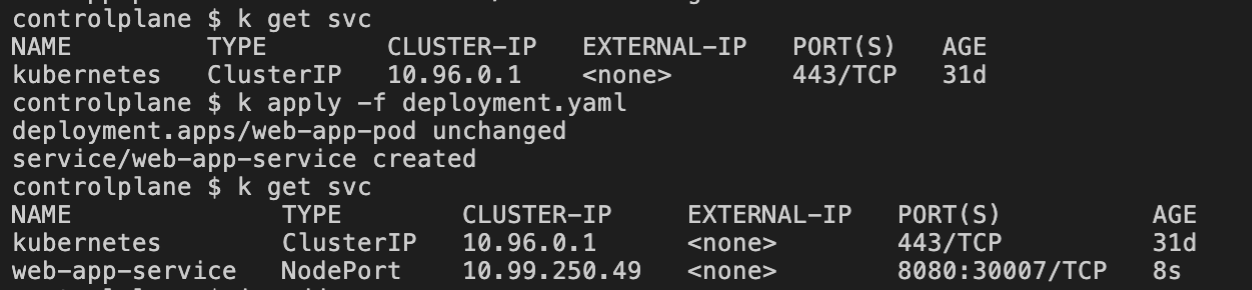 controlplane $ k get svc
NAME TYPE CLUSTER-IP EXTERNAL-IP PORT(S) AGE
kubernetes ClusterIP 10.96.0.1 <none> 443/TCP 31d
controlplane $ k apply -f deployment.yaml
deployment.apps/web-app-pod unchanged
service/web-app-service created
controlplane $ k get svc
NAME TYPE CLUSTER-IP EXTERNAL-IP PORT(S) AGE
kubernetes ClusterIP 10.96.0.1 <none> 443/TCP 31d
web-app-service NodePort 10.99.250.49 <none> 8080:30007/TCP 8s